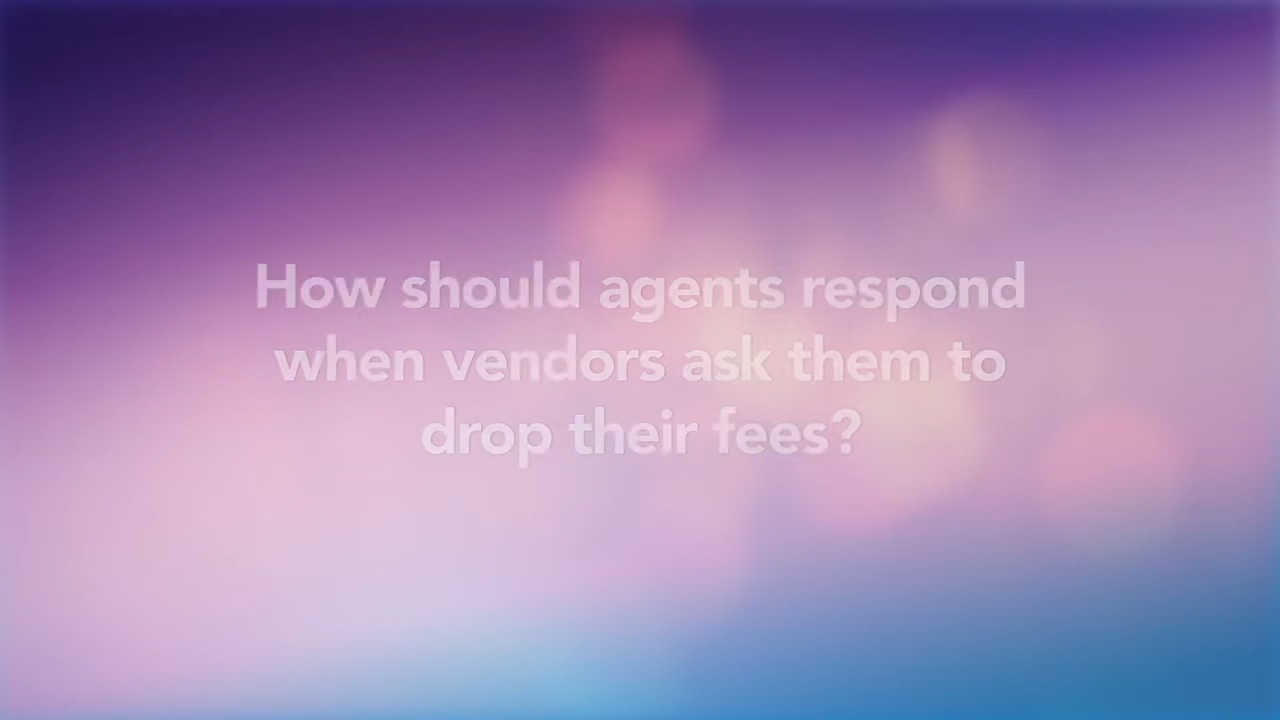 How should agents respond
when vendors ask them to
drop their fees?